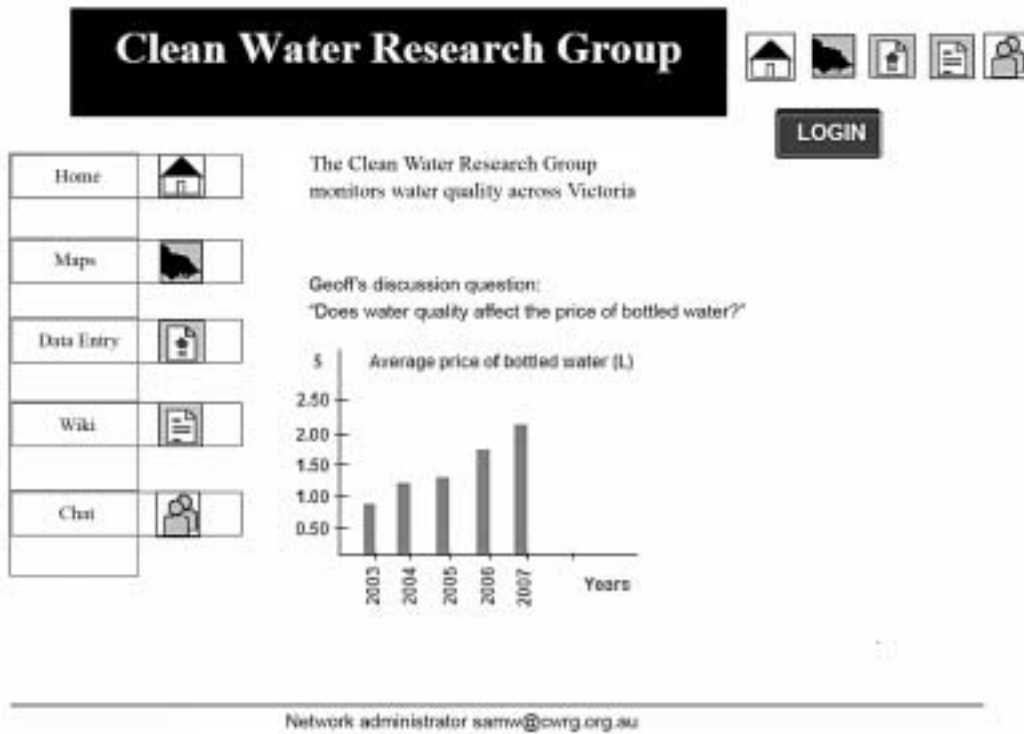 Clean Water Research Group
LOGIN
Home
Maps
Data Entry
Wiki
Chat
The Clean Water Research Group
monitors water quality across Victoria
Geoff's discussion question:
"Does water quality affect the price of bottled water?"
$ Average price of bottled water (L)
2.50
2.00
1.50
1.00
0.50
2003 2004 2005 2006 2007
Years
Network administrator samw@cwrg.org.au